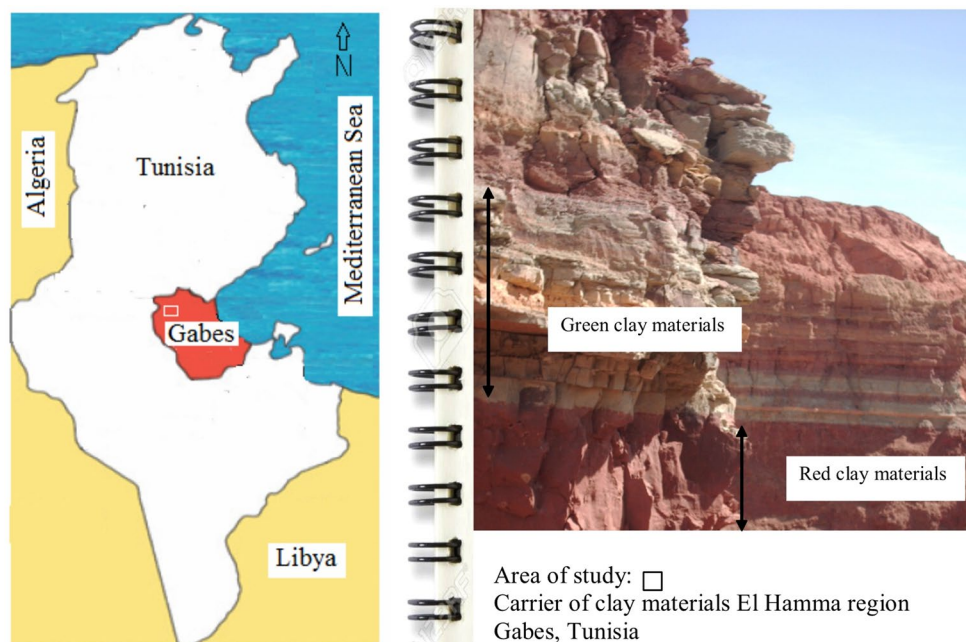 N
Mediterranean Sea
Algeria
Tunisia
Gabes
Libya
Green clay materials
Red clay materials
Area of study:
Carrier of clay materials El Hamma region
Gabes, Tunisia